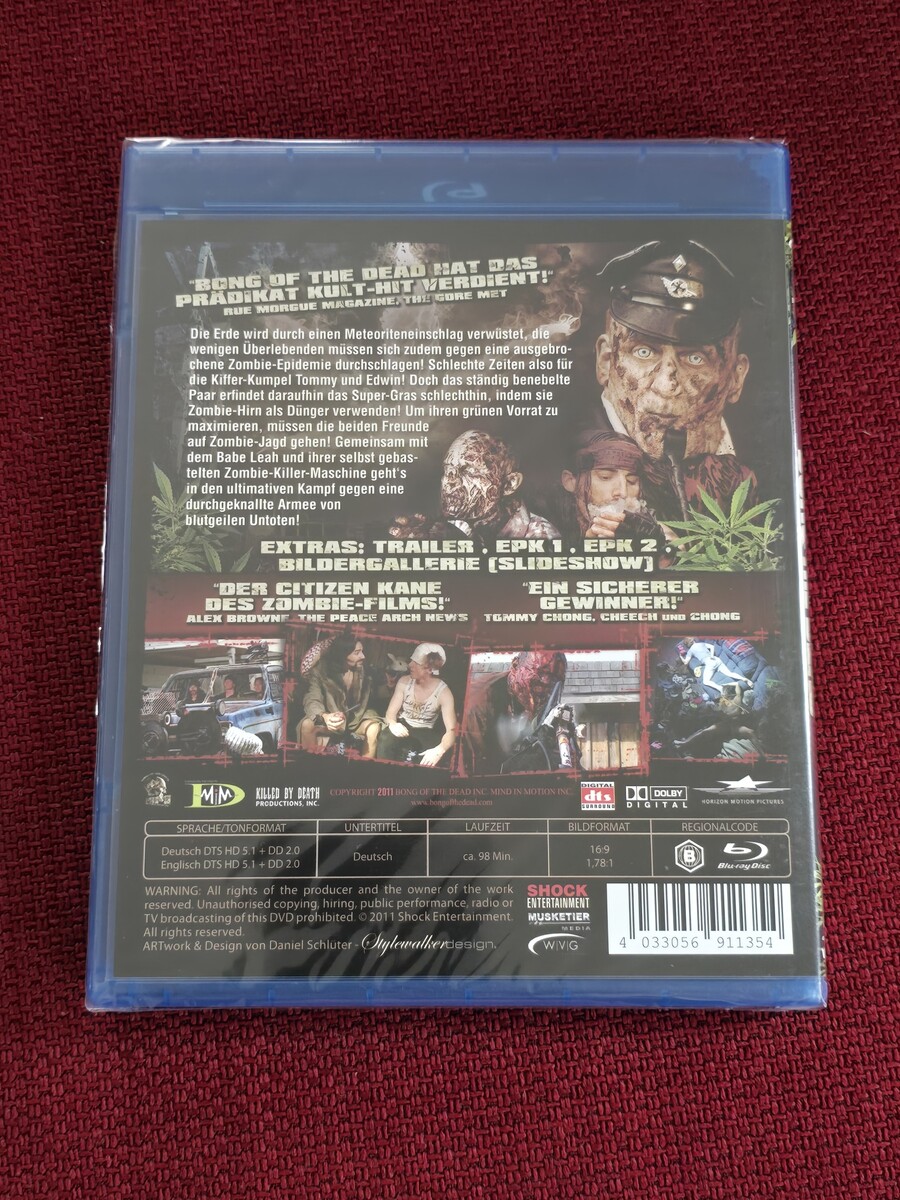 "BONG OF THE DEAD HAT DAS
PRÄDIKAT KULT-HIT VERDIENT!"
RUE MORGUE MAGAZINE, THE GORE MET
Die Erde wird durch einen Meteoriteneinschlag verwüstet, die
wenigen Überlebenden müssen sich zudem gegen eine ausgebro-
chene Zombie-Epidemie durchschlagen! Schlechte Zeiten also für
die Kiffer-Kumpel Tommy und Edwin! Doch das ständig benebelte
Paar erfindet daraufhin das Super-Gras schlechthin, indem sie
Zombie-Hirn als Dünger verwenden! Um ihren grünen Vorrat zu
maximieren, müssen die beiden Freunde
auf Zombie-Jagd gehen! Gemeinsam mit
dem Babe Leah und ihrer selbst gebas-
telten Zombie-Killer-Maschine geht's
in den ultimativen Kampf gegen eine
durchgeknallte Armee von
blutgeilen Untoten!
EXTRAS: TRAILER . EPK 1 . EPK 2 .
BILDERGALLERIE (SLIDESHOW)
"DER CITIZEN KANE
DES ZOMBIE-FILMS!"
ALEX BROWNE, THE PEACE ARCH NEWS
"EIN SICHERER
GEWINNER!"
TOMMY CHONG, CHEECH UND CHONG
MIM
KILLED BY DEATH
PRODUCTIONS, INC.
COPYRIGHT 2011 BONG OF THE DEAD INC. MIND IN MOTION INC.
www.bongofthedead.com
DIGITAL
dts
SURROUND
DOLBY
DIGITAL
HORIZON MOTION PICTURES
SPRACHE/TONFORMAT
UNTERTITEL
LAUFZEIT
BILDFORMAT
REGIONALCODE
Deutsch DTS HD 5.1 + DD 2.0
Englisch DTS HD 5.1 + DD 2.0
Deutsch
ca. 98 Min.
16:9
1,78:1
B
Blu-ray Disc
WARNING: All rights of the producer and the owner of the work
reserved. Unauthorised copying, hiring, public performance, radio or
TV broadcasting of this DVD prohibited. © 2011 Shock Entertainment.
All rights reserved.
ARTwork & Design von Daniel Schlüter - Stylewalkerdesign.
SHOCK
ENTERTAINMENT
MUSKETIER
MEDIA
WVG
4 033056 911354